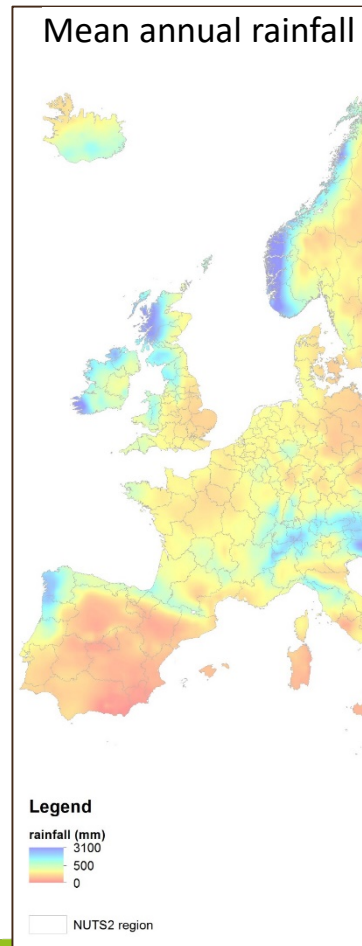 Mean annual rainfall
Legend
rainfall (mm)
3100
500
0
NUTS2 region